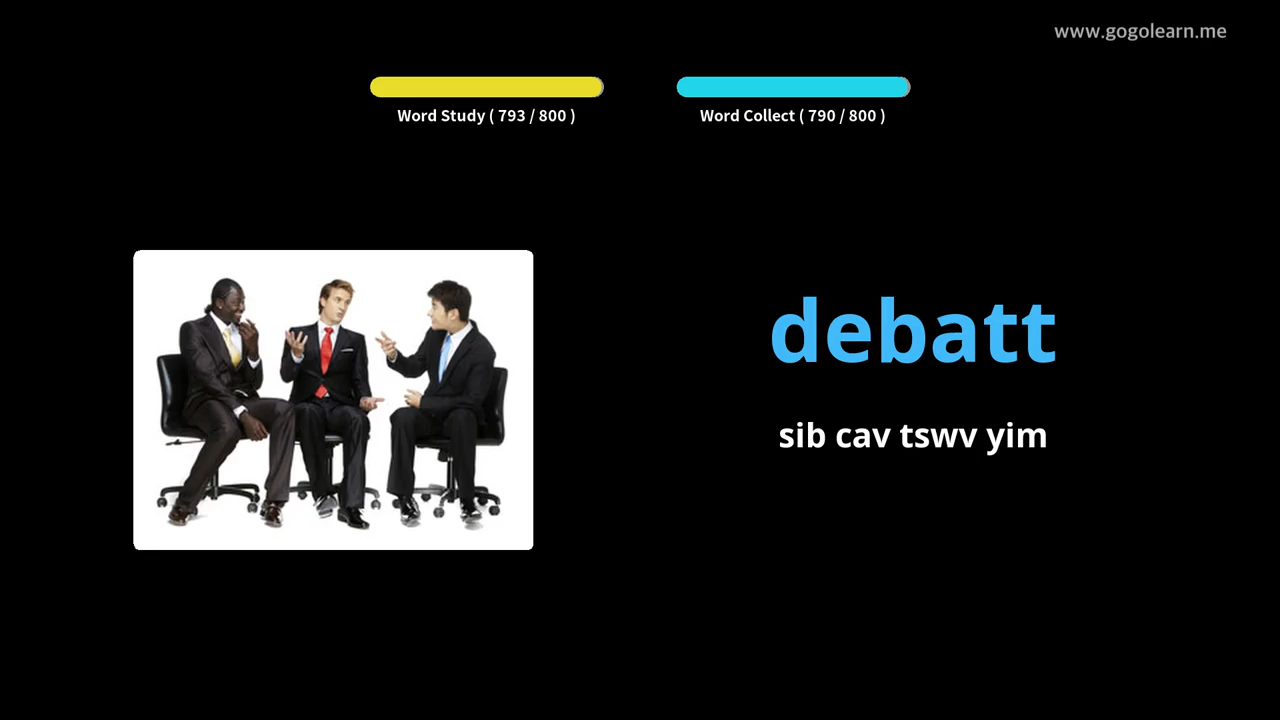 www.gogolearn.me
Word Study ( 793 / 800 )
Word Collect ( 790 / 800 )
debatt
sib cav tswv yim